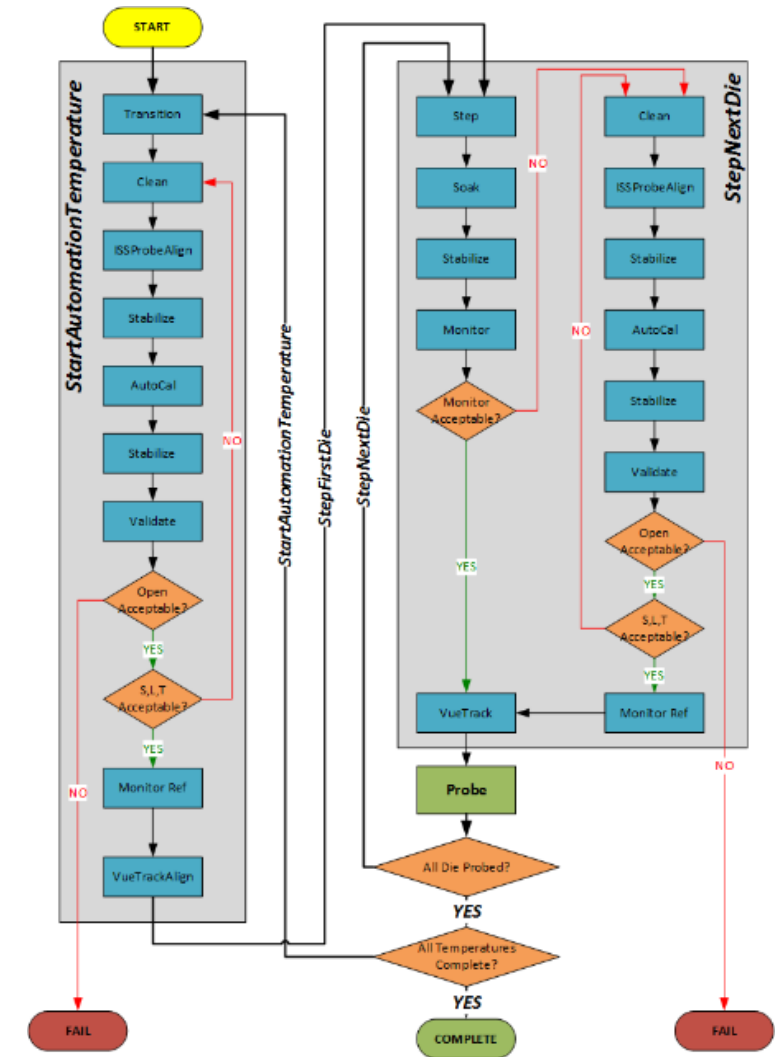 START
StartAutomationTemperature
Transition
Clean
ISSProbeAlign
Stabilize
AutoCal
Stabilize
Validate
Open
Acceptable?
YES
S,L,T
Acceptable?
YES
Monitor Ref
VueTrackAlign
NO
NO
FAIL
StartAutomationTemperature
StepFirstDie
StepNextDie
StepNextDie
Step
Soak
Stabilize
Monitor
Monitor
Acceptable?
YES
NO
VueTrack
Clean
ISSProbeAlign
Stabilize
AutoCal
Stabilize
Validate
Open
Acceptable?
YES
S,L,T
Acceptable?
YES
Monitor Ref
NO
NO
Probe
All Die Probed?
YES
All Temperatures
Complete?
YES
COMPLETE
FAIL